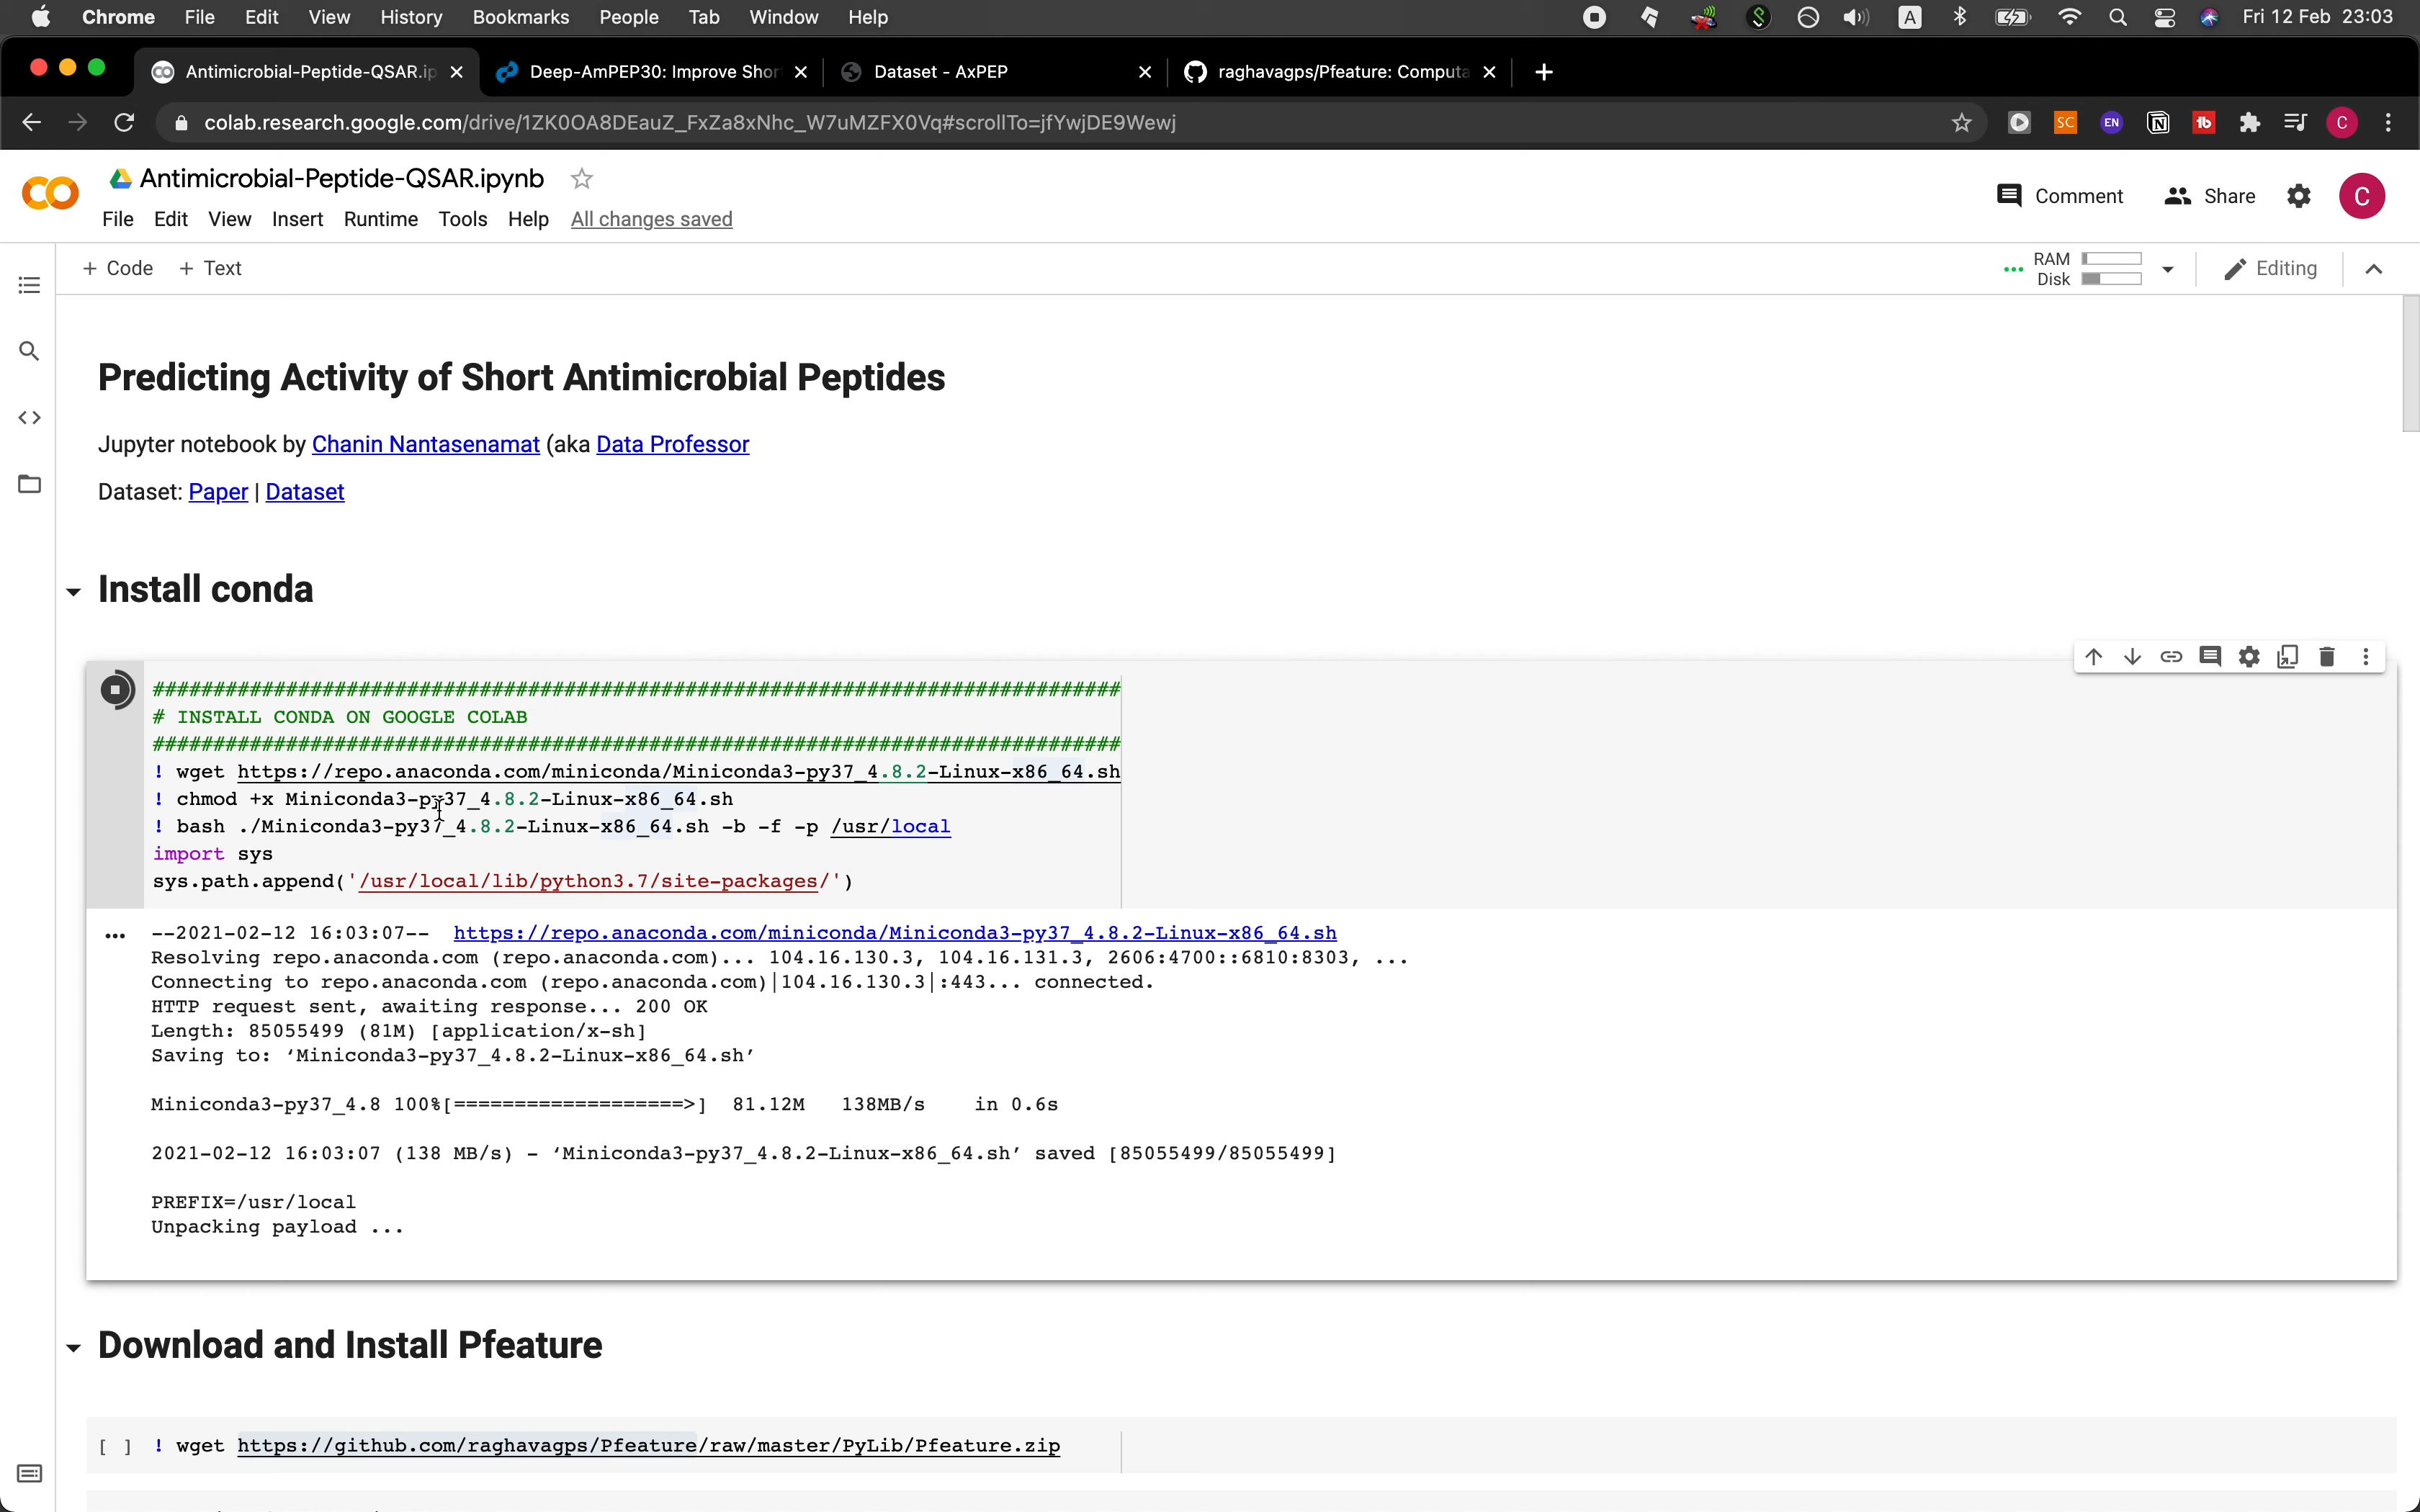 Chrome File Edit View History Bookmarks People Tab Window Help A Fri 12 Feb 23:03
Antimicrobial-Peptide-QSAR.ip Deep-AmPEP30: Improve Shor Dataset - AxPEP raghavagps/Pfeature: Computa
colab.research.google.com/drive/1ZK0OA8DEauZ_FxZa8xNhc_W7uMZFX0Vq#scrollTo=jfYwjDE9Wewj SC EN C
Antimicrobial-Peptide-QSAR.ipynb
Comment Share C
File Edit View Insert Runtime Tools Help All changes saved
+ Code + Text RAM Disk Editing
Predicting Activity of Short Antimicrobial Peptides
Jupyter notebook by Chanin Nantasenamat (aka Data Professor
Dataset: Paper | Dataset
Install conda
################################################################################
# INSTALL CONDA ON GOOGLE COLAB
################################################################################
! wget https://repo.anaconda.com/miniconda/Miniconda3-py37_4.8.2-Linux-x86_64.sh
! chmod +x Miniconda3-py37_4.8.2-Linux-x86_64.sh
! bash ./Miniconda3-py37_4.8.2-Linux-x86_64.sh -b -f -p /usr/local
import sys
sys.path.append('/usr/local/lib/python3.7/site-packages/')
--2021-02-12 16:03:07-- https://repo.anaconda.com/miniconda/Miniconda3-py37_4.8.2-Linux-x86_64.sh
Resolving repo.anaconda.com (repo.anaconda.com)... 104.16.130.3, 104.16.131.3, 2606:4700::6810:8303, ...
Connecting to repo.anaconda.com (repo.anaconda.com)|104.16.130.3|:443... connected.
HTTP request sent, awaiting response... 200 OK
Length: 85055499 (81M) [application/x-sh]
Saving to: ‘Miniconda3-py37_4.8.2-Linux-x86_64.sh’
Miniconda3-py37_4.8 100%[===================>] 81.12M 138MB/s in 0.6s
2021-02-12 16:03:07 (138 MB/s) - ‘Miniconda3-py37_4.8.2-Linux-x86_64.sh’ saved [85055499/85055499]
PREFIX=/usr/local
Unpacking payload ...
Download and Install Pfeature
[ ] ! wget https://github.com/raghavagps/Pfeature/raw/master/PyLib/Pfeature.zip